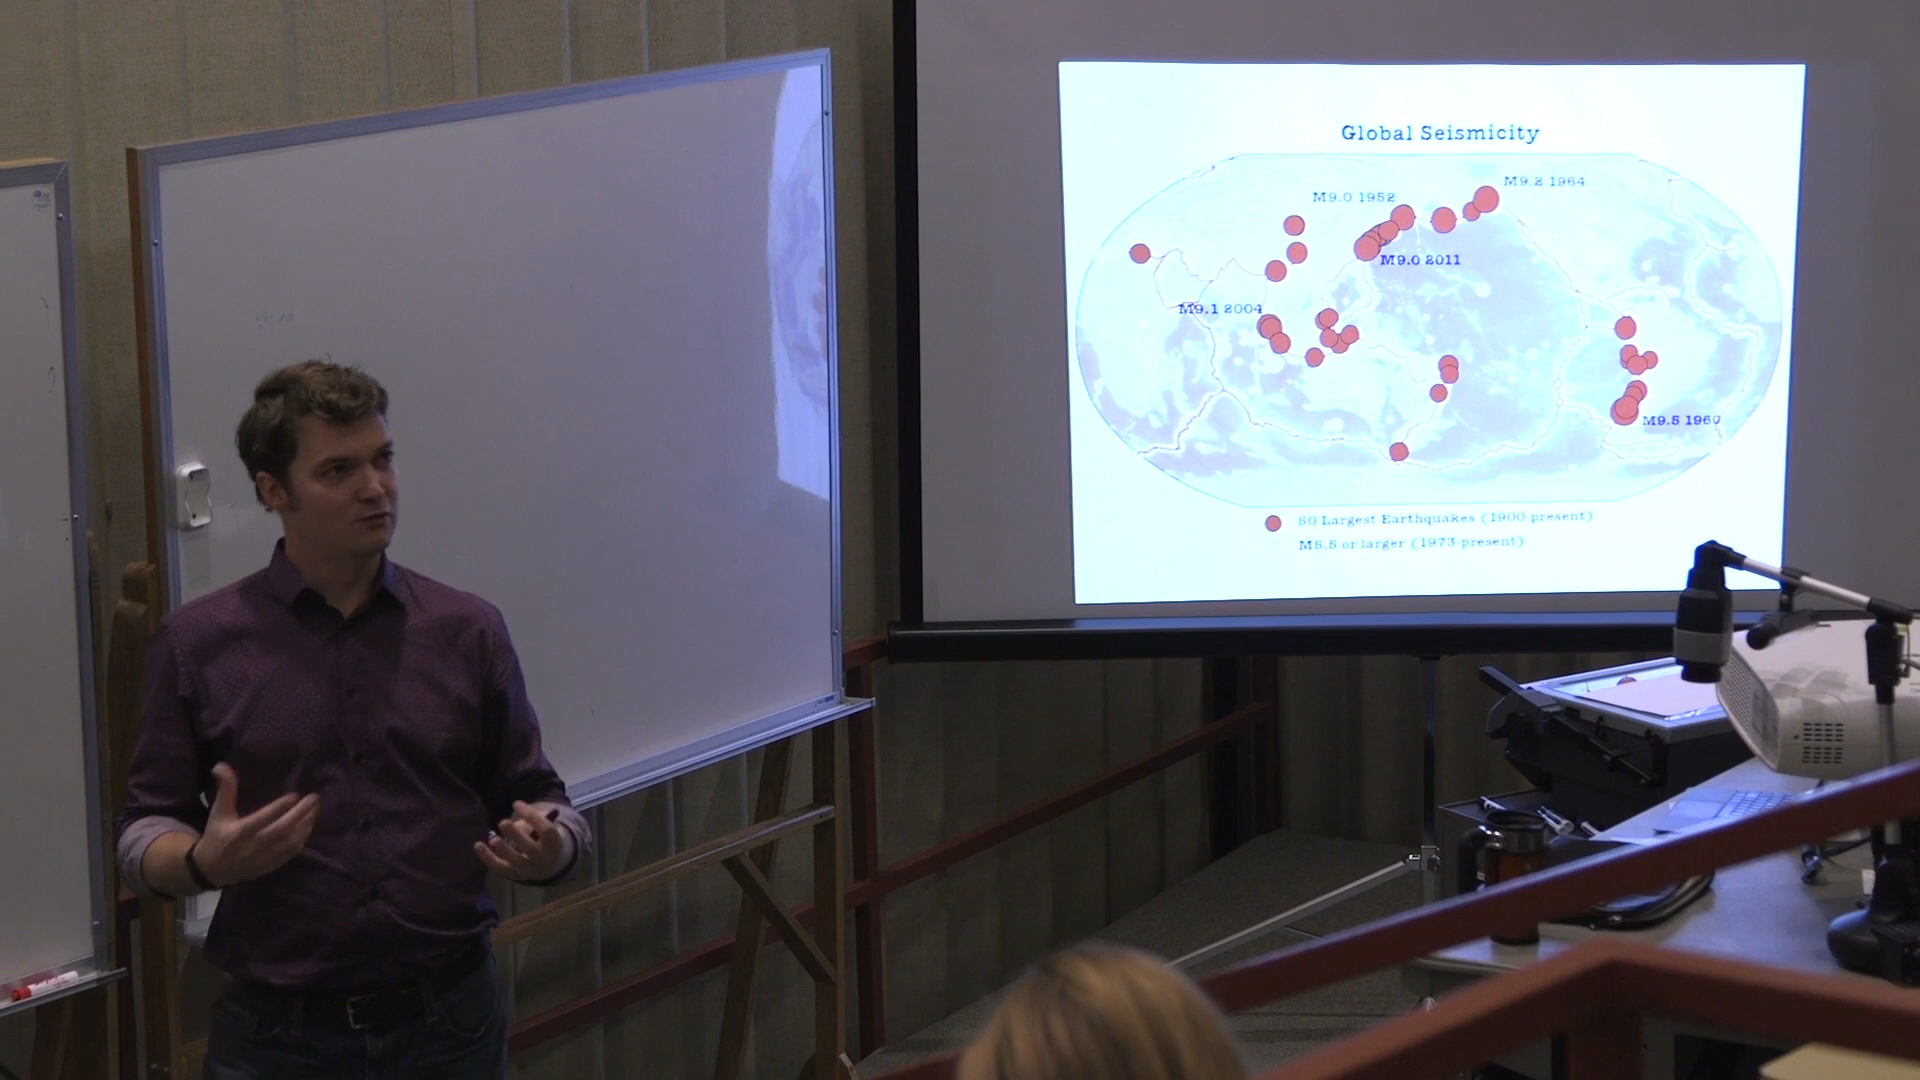 Global Seismicity
M9.2 1964
M9.0 1952
M9.0 2011
M9.1 2004
M9.5 1960
50 Largest Earthquakes (1900-present)
M5.5 or larger (1973-present)